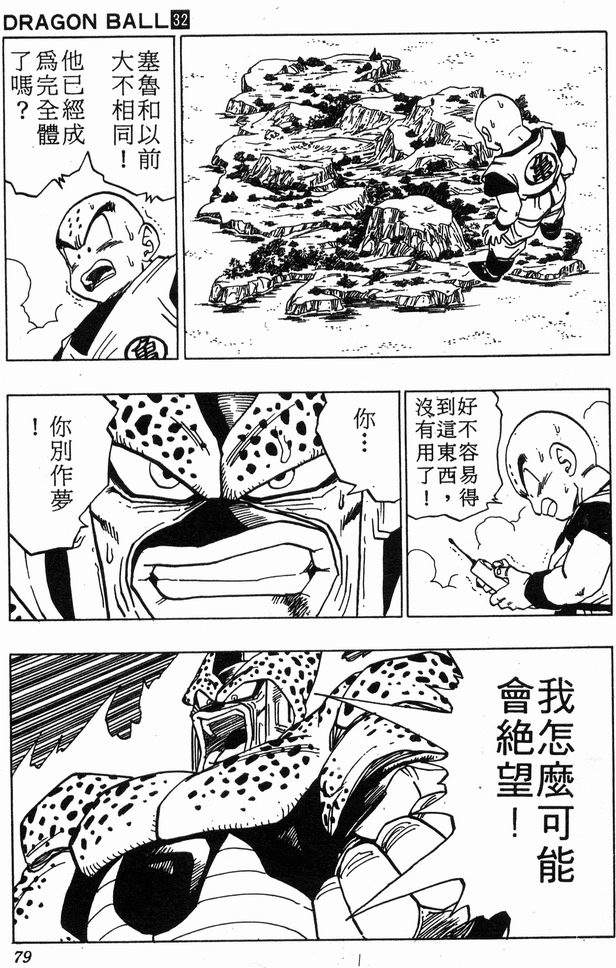 DRAGON BALL 32
塞魯和以前
大不相同！
他已經成
為完全體
了嗎？
龜
龜
好不容易得
到這東西，
沒有用了！
你…
你別作夢
！
我怎麼可能
會絕望！
79